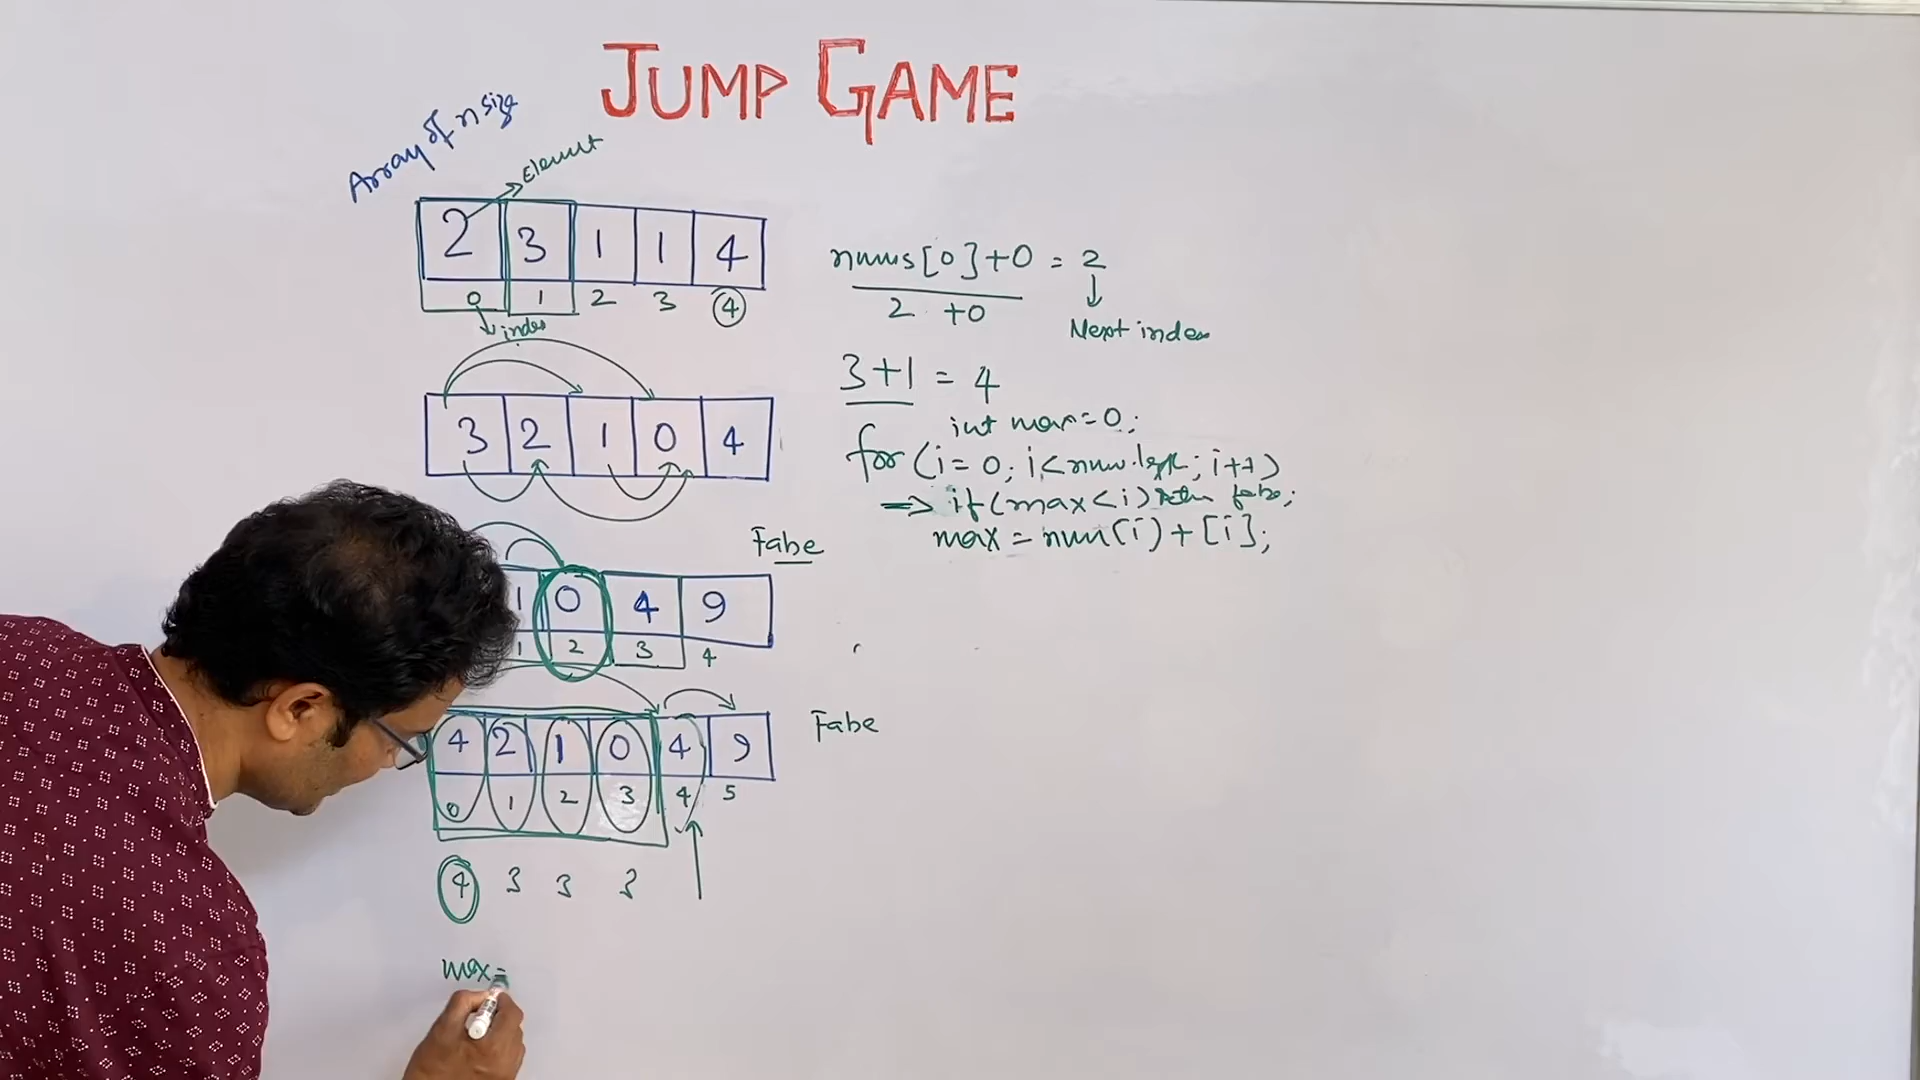 JUMP GAME
Array of n size
Element
2 3 1 1 4
0 1 2 3 4
index
nums[0]+0 = 2
2 +0
Next index
3+1 = 4
3 2 1 0 4
int max=0;
for (i=0; i<num.legh; i++)
=> if (max<i) return false;
max = num(i)+[i];
False
1 0 4 9
1 2 3 4
False
4 2 1 0 4 9
0 1 2 3 4 5
4 3 3 3
max=